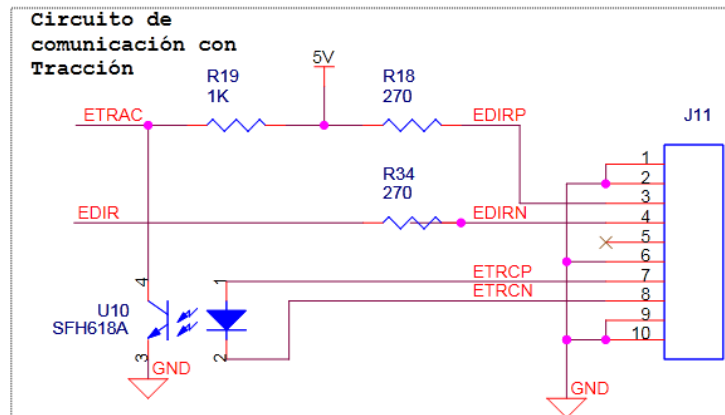 Circuito de
comunicación con
Tracción
5V
R19
1K
R18
270
J11
ETRAC
EDIRP
R34
270
EDIR
EDIRN
1
2
3
4
5
6
7
8
9
10
ETRCP
ETRCN
4
1
U10
SFH618A
3
2
GND
GND